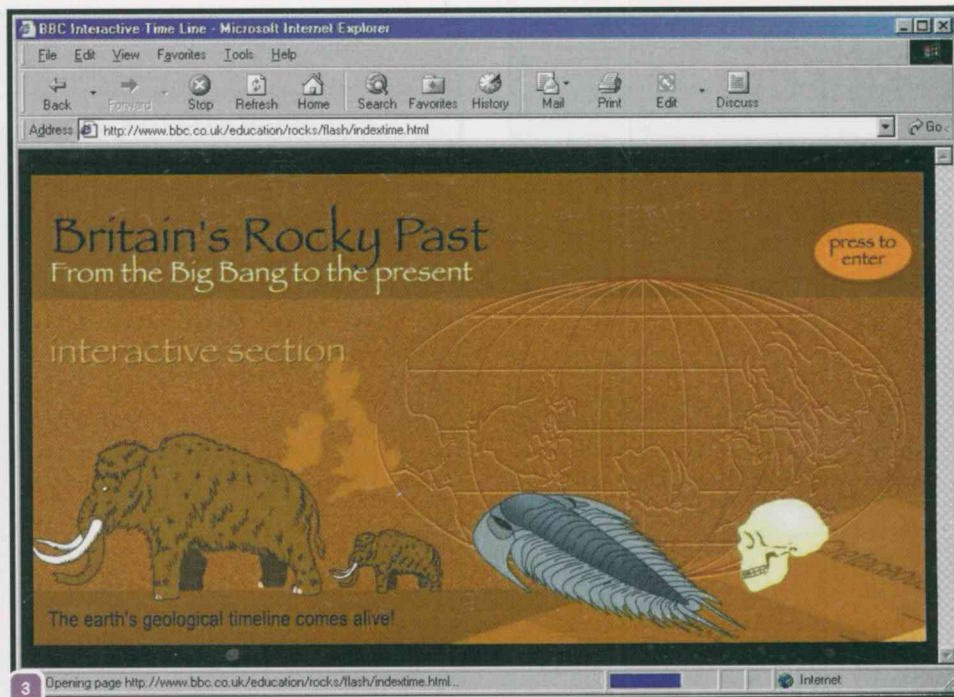 BBC Interactive Time Line - Microsoft Internet Explorer
File Edit View Favorites Tools Help
Back Forward Stop Refresh Home Search Favorites History Mail Print Edit Discuss
Address http://www.bbc.co.uk/education/rocks/flash/indextime.html Go
Britain's Rocky Past
From the Big Bang to the present
press to
enter
interactive section
The earth's geological timeline comes alive!
3 Opening page http://www.bbc.co.uk/education/rocks/flash/indextime.html... Internet